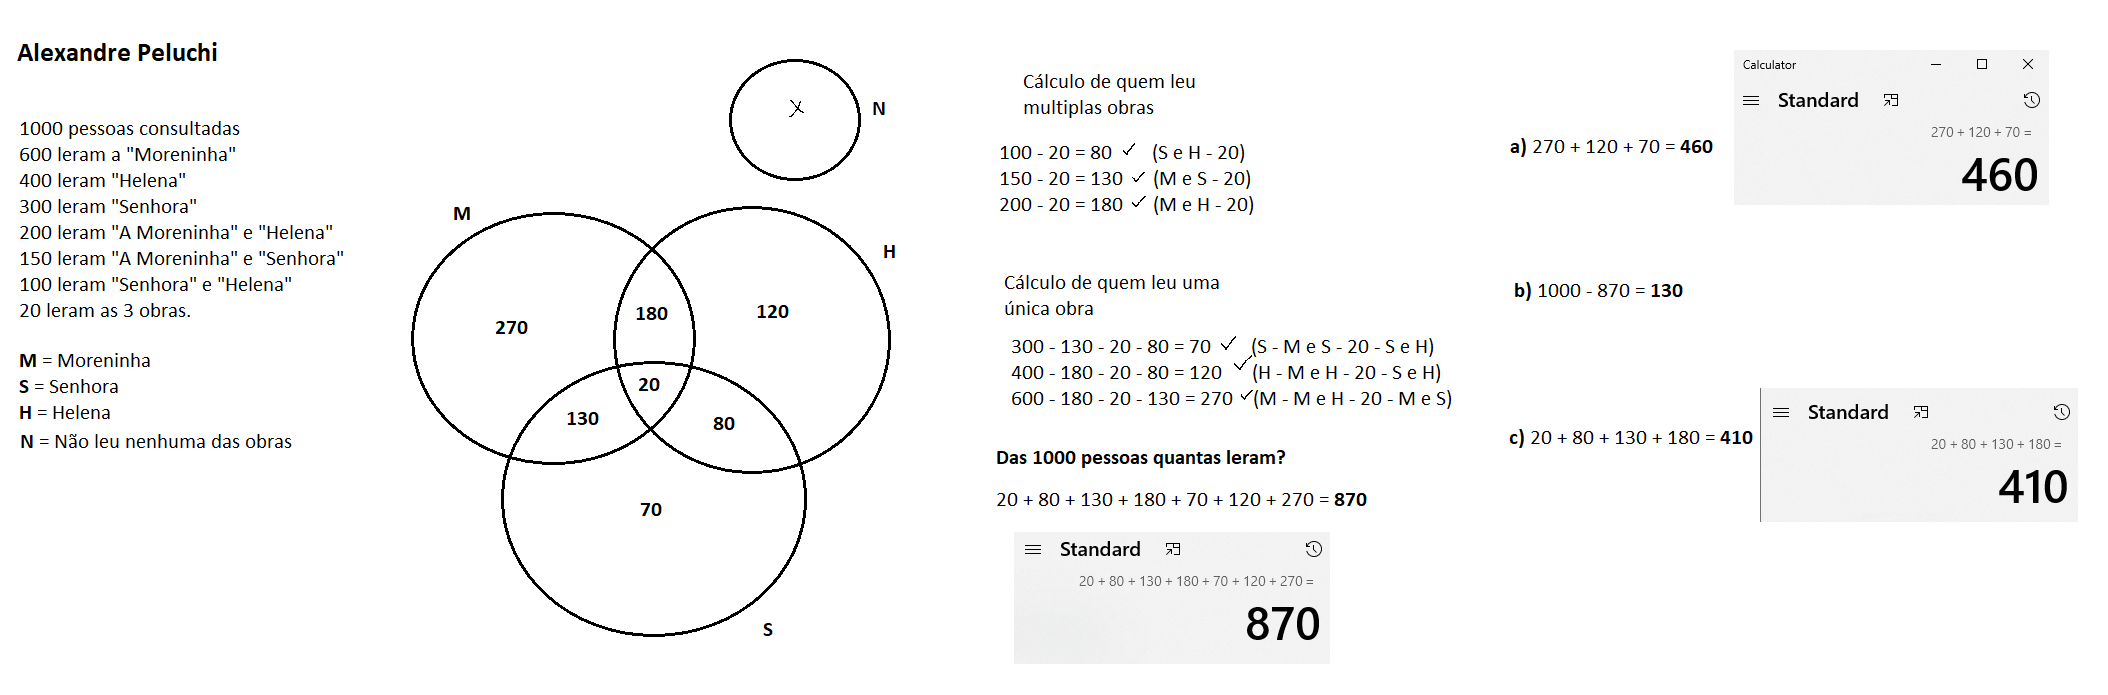 Alexandre Peluchi
1000 pessoas consultadas
600 leram a "Moreninha"
400 leram "Helena"
300 leram "Senhora"
200 leram "A Moreninha" e "Helena"
150 leram "A Moreninha" e "Senhora"
100 leram "Senhora" e "Helena"
20 leram as 3 obras.
M = Moreninha
S = Senhora
H = Helena
N = Não leu nenhuma das obras
X
N
M
H
270
180
120
20
130
80
70
S
Cálculo de quem leu
multiplas obras
100 - 20 = 80 ✓ (S e H - 20)
150 - 20 = 130 ✓ (M e S - 20)
200 - 20 = 180 ✓ (M e H - 20)
Cálculo de quem leu uma
única obra
300 - 130 - 20 - 80 = 70 ✓ (S - M e S - 20 - S e H)
400 - 180 - 20 - 80 = 120 ✓ (H - M e H - 20 - S e H)
600 - 180 - 20 - 130 = 270 ✓ (M - M e H - 20 - M e S)
Das 1000 pessoas quantas leram?
20 + 80 + 130 + 180 + 70 + 120 + 270 = 870
Standard
20 + 80 + 130 + 180 + 70 + 120 + 270 =
870
a) 270 + 120 + 70 = 460
Calculator
Standard
270 + 120 + 70 =
460
b) 1000 - 870 = 130
c) 20 + 80 + 130 + 180 = 410
Standard
20 + 80 + 130 + 180 =
410